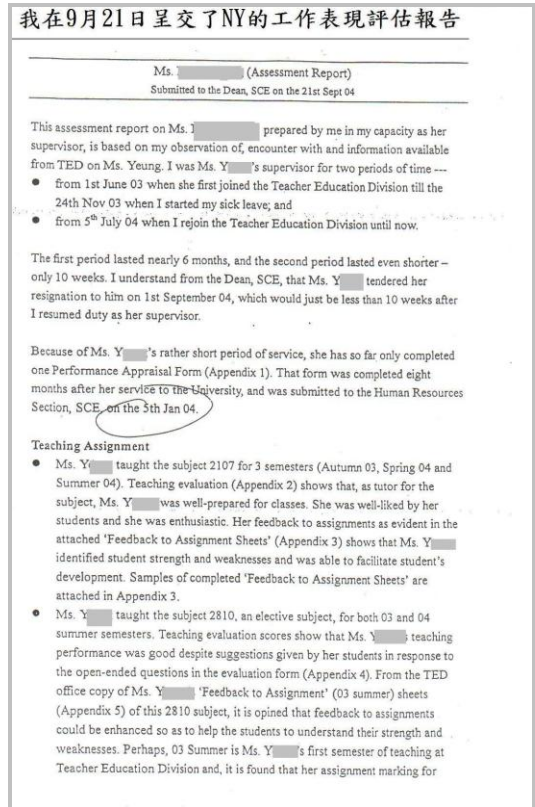 我在9月21日呈交了NY的工作表現評估報告
Ms. (Assessment Report)
Submitted to the Dean, SCE on the 21st Sept 04
This assessment report on Ms. prepared by me in my capacity as her
supervisor, is based on my observation of, encounter with and information available
from TED on Ms. Yeung. I was Ms. Y's supervisor for two periods of time ---
● from 1st June 03 when she first joined the Teacher Education Division till the
24th Nov 03 when I started my sick leave; and
● from 5th July 04 when I rejoin the Teacher Education Division until now.
The first period lasted nearly 6 months, and the second period lasted even shorter –
only 10 weeks. I understand from the Dean, SCE, that Ms. Y tendered her
resignation to him on 1st September 04, which would just be less than 10 weeks after
I resumed duty as her supervisor.
Because of Ms. Y's rather short period of service, she has so far only completed
one Performance Appraisal Form (Appendix 1). That form was completed eight
months after her service to the University, and was submitted to the Human Resources
Section, SCE, on the 5th Jan 04.
Teaching Assignment
● Ms. Y taught the subject 2107 for 3 semesters (Autumn 03, Spring 04 and
Summer 04). Teaching evaluation (Appendix 2) shows that, as tutor for the
subject, Ms. Y was well-prepared for classes. She was well-liked by her
students and she was enthusiastic. Her feedback to assignments as evident in the
attached 'Feedback to Assignment Sheets' (Appendix 3) shows that Ms. Y
identified student strength and weaknesses and was able to facilitate student's
development. Samples of completed 'Feedback to Assignment Sheets' are
attached in Appendix 3.
● Ms. Y taught the subject 2810, an elective subject, for both 03 and 04
summer semesters. Teaching evaluation scores show that Ms. Y s teaching
performance was good despite suggestions given by her students in response to
the open-ended questions in the evaluation form (Appendix 4). From the TED
office copy of Ms. Y 'Feedback to Assignment' (03 summer) sheets
(Appendix 5) of this 2810 subject, it is opined that feedback to assignments
could be enhanced so as to help the students to understand their strength and
weaknesses. Perhaps, 03 Summer is Ms. Y's first semester of teaching at
Teacher Education Division and, it is found that her assignment marking for